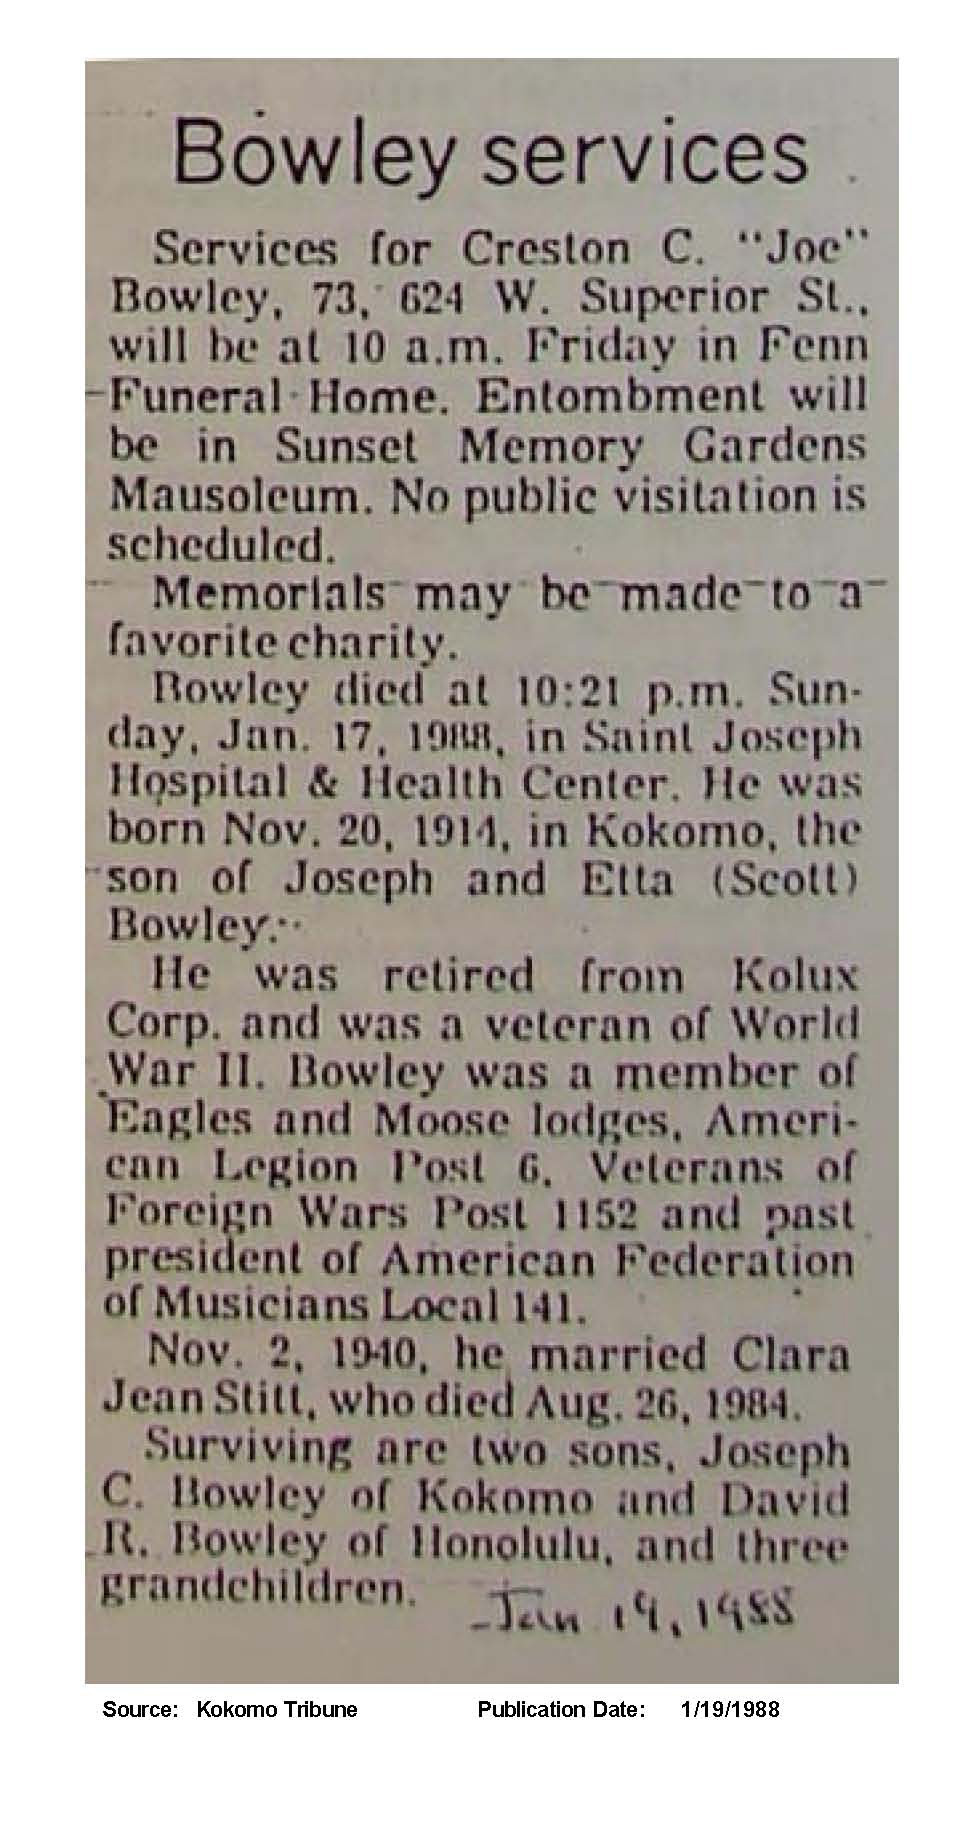 Bowley services
Services for Creston C. "Joe"
Bowley, 73, 624 W. Superior St.,
will be at 10 a.m. Friday in Fenn
Funeral Home. Entombment will
be in Sunset Memory Gardens
Mausoleum. No public visitation is
scheduled.
Memorials may be made to a
favorite charity.
Bowley died at 10:21 p.m. Sun-
day, Jan. 17, 1988, in Saint Joseph
Hospital & Health Center. He was
born Nov. 20, 1914, in Kokomo, the
son of Joseph and Etta (Scott)
Bowley.
He was retired from Kolux
Corp. and was a veteran of World
War II. Bowley was a member of
Eagles and Moose lodges, Ameri-
can Legion Post 6, Veterans of
Foreign Wars Post 1152 and past
president of American Federation
of Musicians Local 141.
Nov. 2, 1940, he married Clara
Jean Stitt, who died Aug. 26, 1984.
Surviving are two sons, Joseph
C. Bowley of Kokomo and David
R. Bowley of Honolulu, and three
grandchildren.
Jan 19, 1988
Source: Kokomo Tribune Publication Date: 1/19/1988